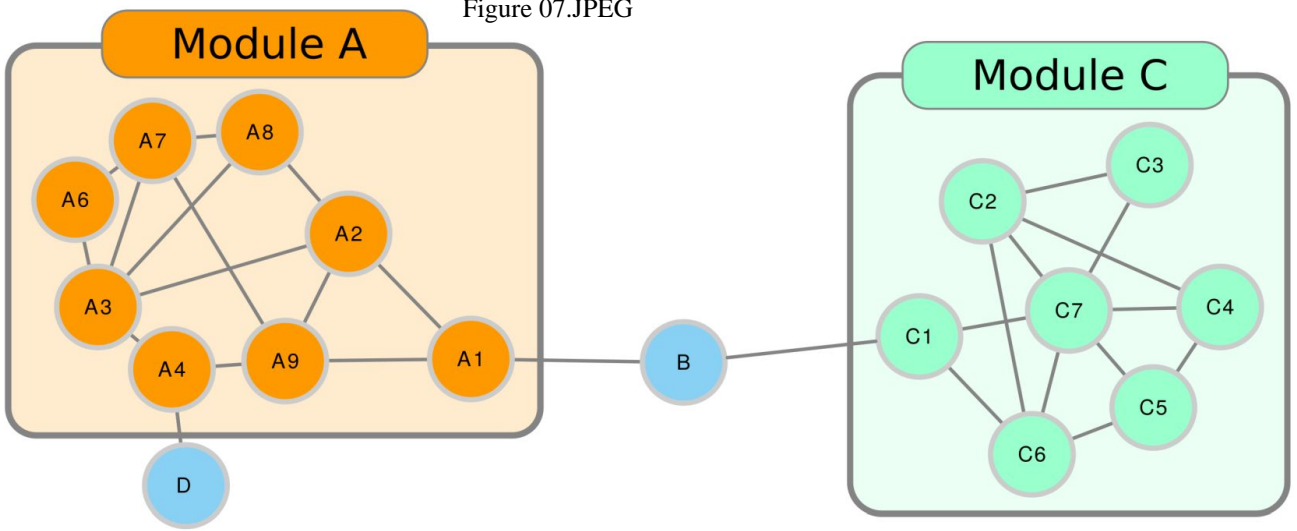 Figure 07.JPEG
Module A
Module C
A8
A7
C3
A6
C2
A2
A3
C4
C7
C1
A1
A9
B
A4
C5
C6
D